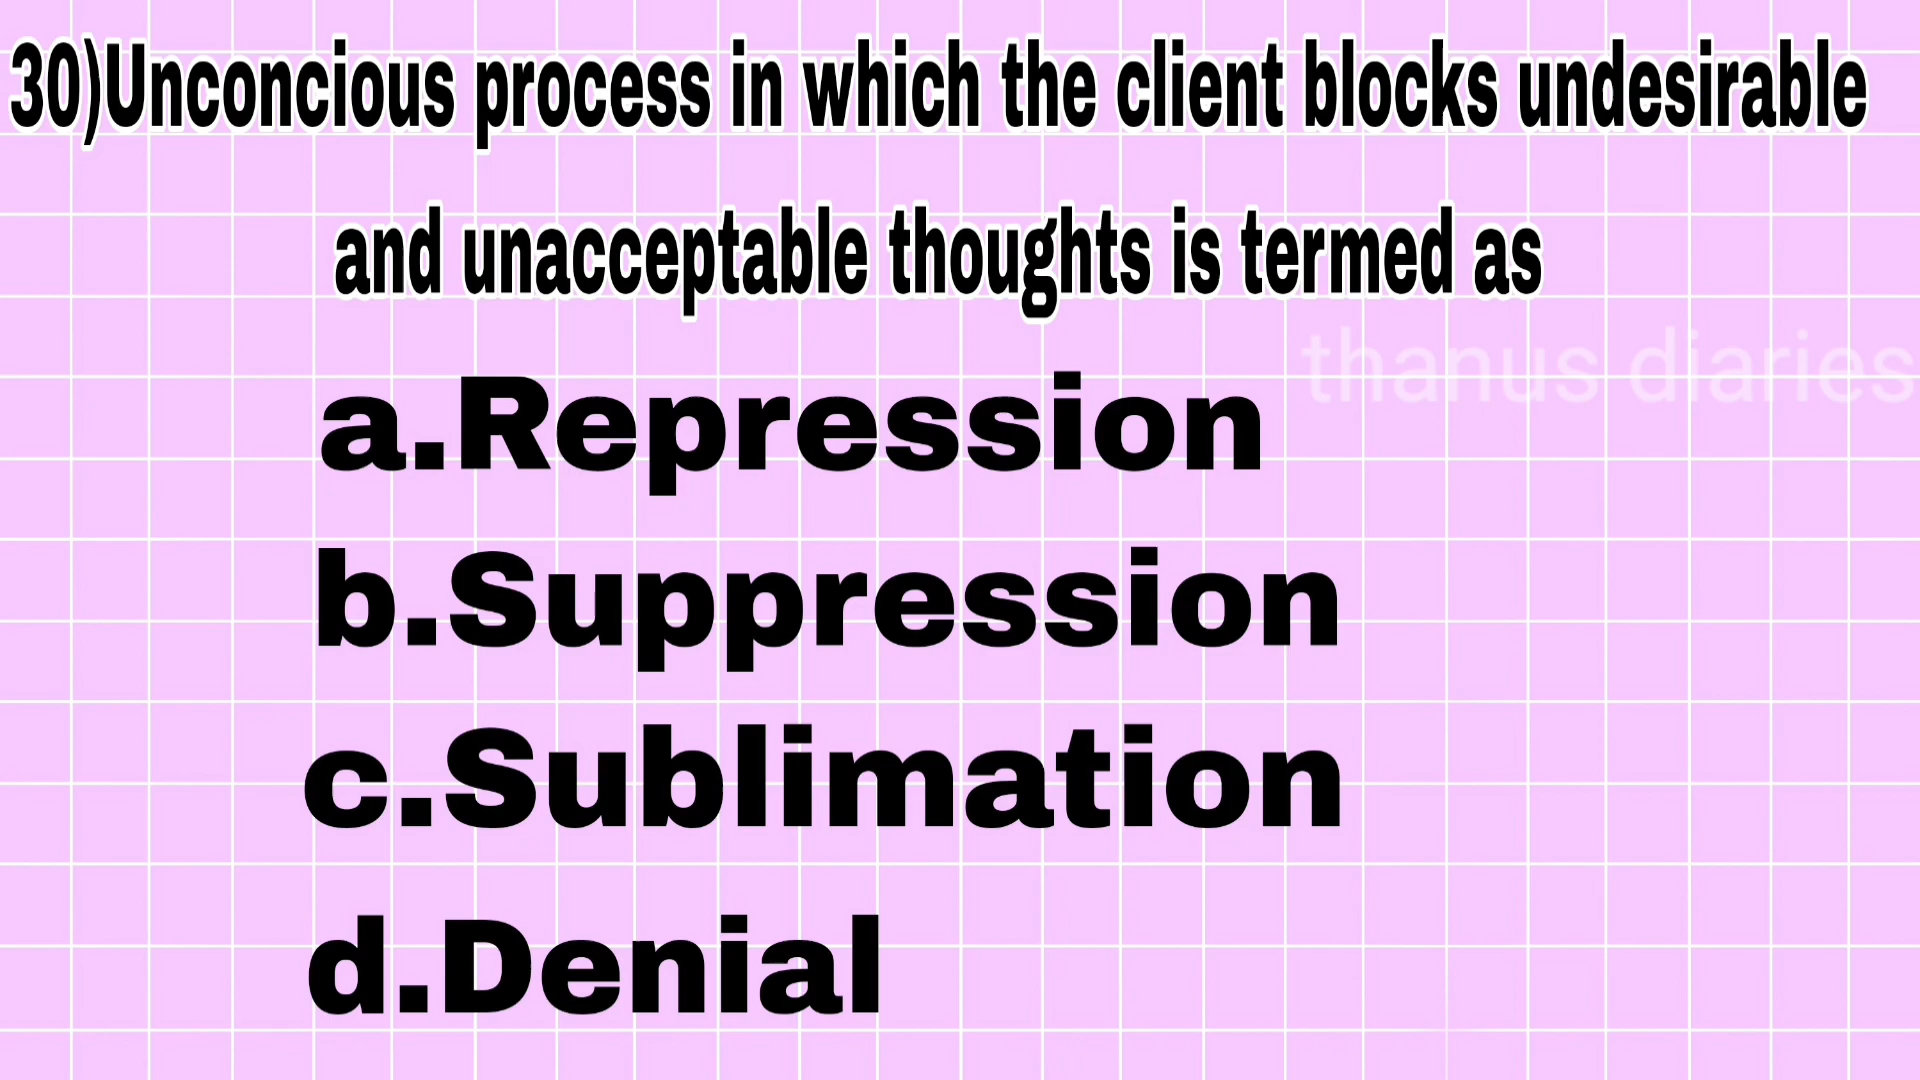 30)Unconcious process in which the client blocks undesirable
and unacceptable thoughts is termed as
thanus diaries
a.Repression
b.Suppression
c.Sublimation
d.Denial